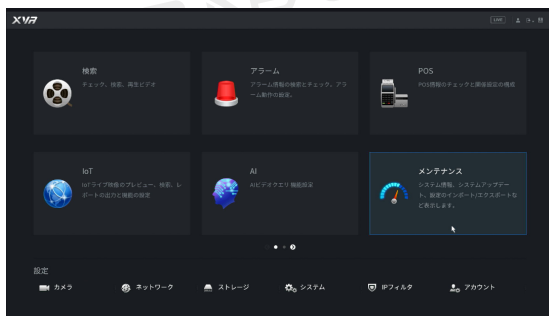 XVR
LIVE
検索
チェック、検索、再生ビデオ
アラーム
アラーム情報の検索とチェック。アラ
ーム動作の設定。
POS
POS情報のチェックと関係設定の構成
IoT
IoTライブ映像のプレビュー、検索、レ
ポートの出力と機能の設定
AI
AIビデオクエリ機能設定
メンテナンス
システム情報、システムアップデー
ト、設定のインポート/エクスポートな
ど表示します。
設定
カメラ
ネットワーク
ストレージ
システム
IPフィルタ
アカウント